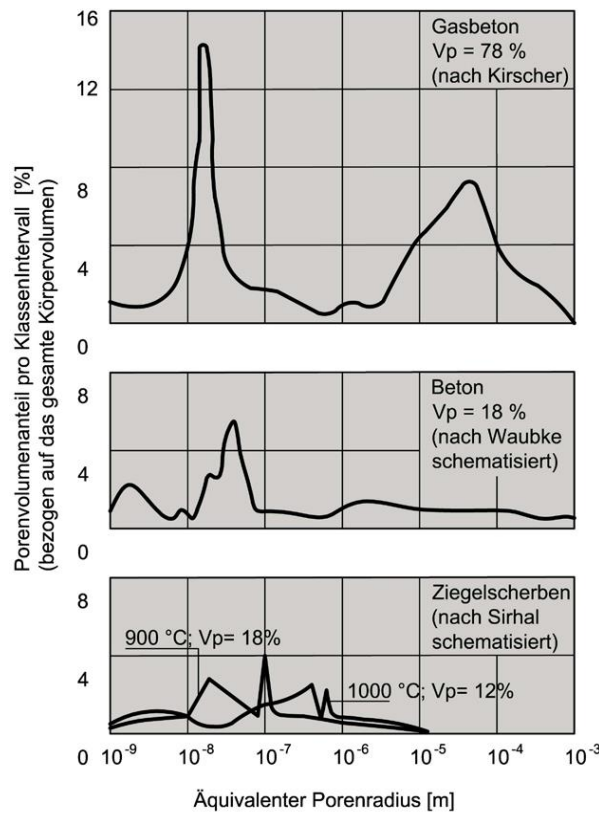 Porenvolumenanteil pro KlassenIntervall [%]
(bezogen auf das gesamte Körpervolumen)
16
12
8
4
0
Gasbeton
Vp = 78 %
(nach Kirscher)
8
4
0
Beton
Vp = 18 %
(nach Waubke
schematisiert)
8
4
0
Ziegelscherben
(nach Sirhal
schematisiert)
900 °C; Vp= 18%
1000 °C; Vp= 12%
10⁻⁹ 10⁻⁸ 10⁻⁷ 10⁻⁶ 10⁻⁵ 10⁻⁴ 10⁻³
Äquivalenter Porenradius [m]